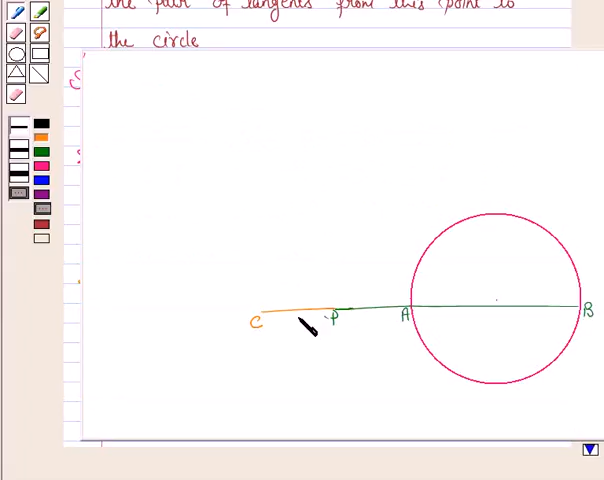 the pair of tangents from this point to
the circle
S
C P A B